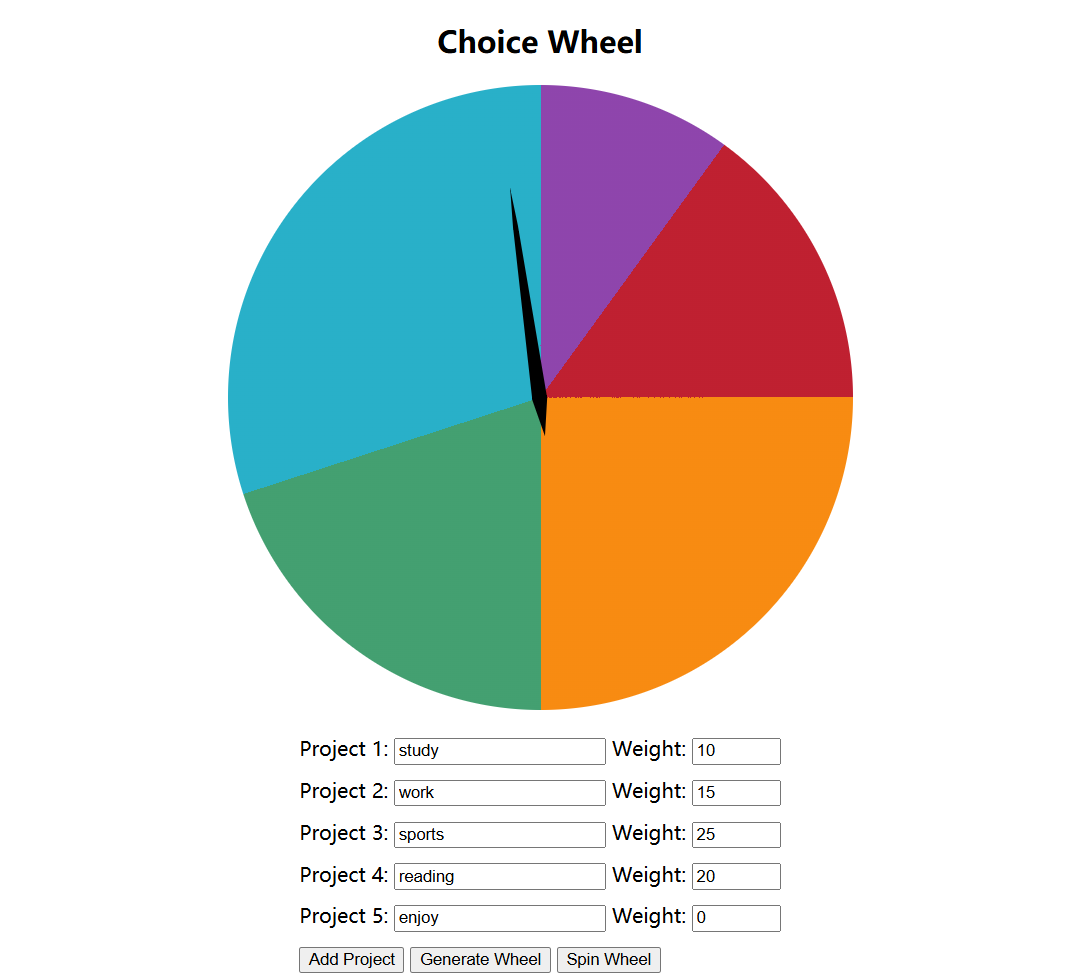 Choice Wheel
Project 1: study Weight: 10
Project 2: work Weight: 15
Project 3: sports Weight: 25
Project 4: reading Weight: 20
Project 5: enjoy Weight: 0
Add Project Generate Wheel Spin Wheel